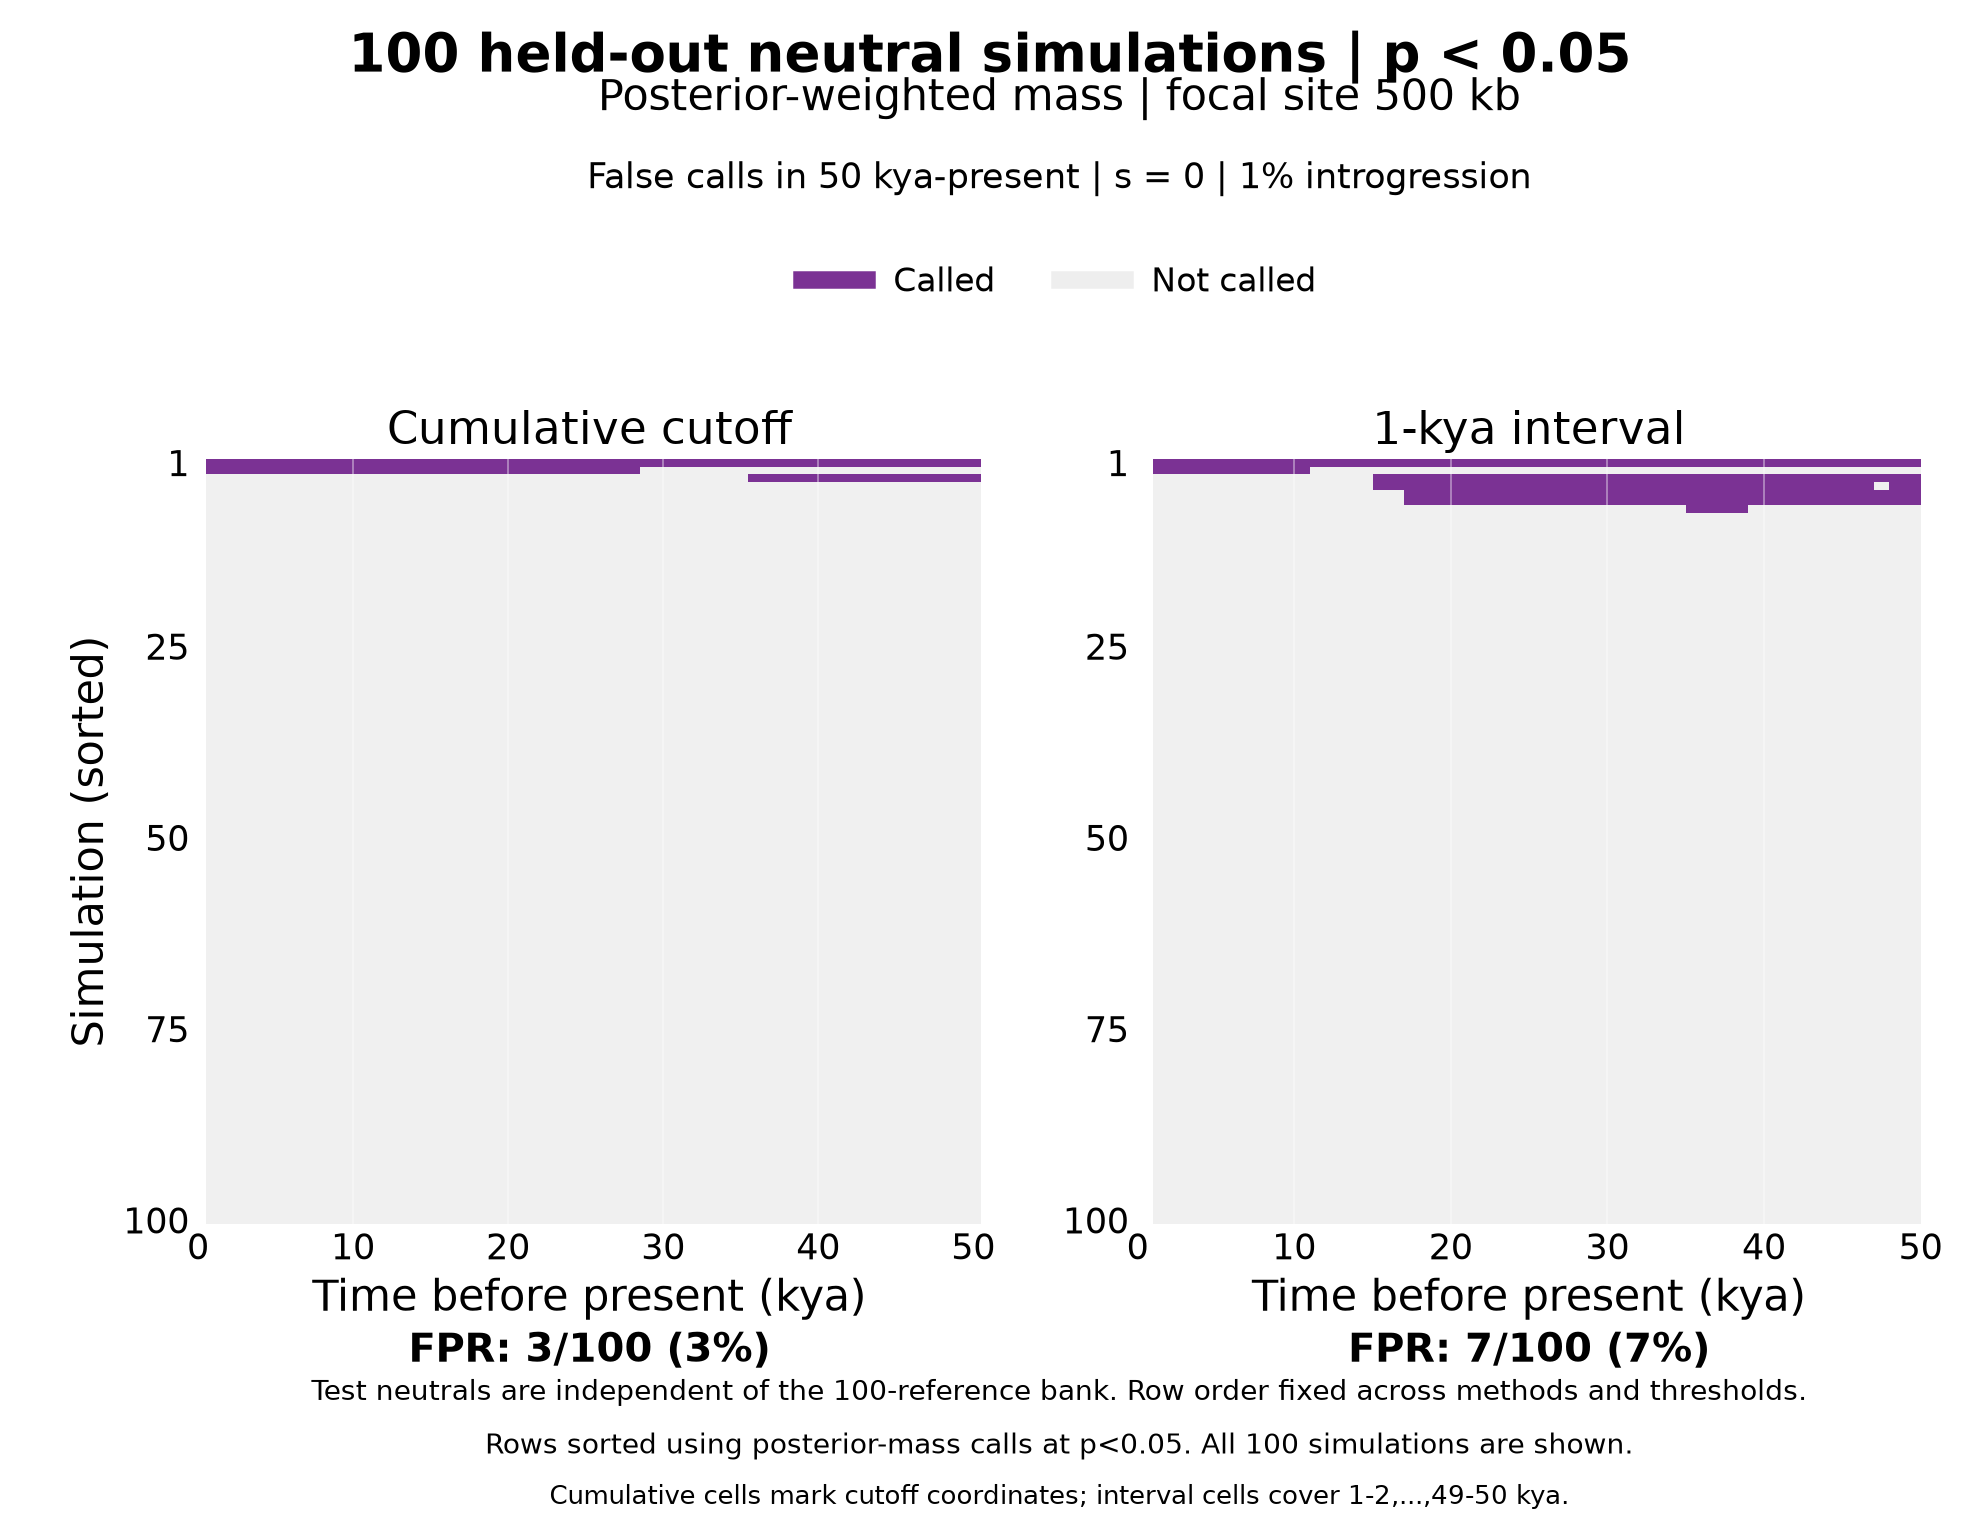 100 held-out neutral simulations | p < 0.05
Posterior-weighted mass | focal site 500 kb
False calls in 50 kya-present | s = 0 | 1% introgression
Called
Not called
Cumulative cutoff
1-kya interval
Simulation (sorted)
1
25
50
75
100
0 10 20 30 40 50
1
25
50
75
100
0 10 20 30 40 50
Time before present (kya)
Time before present (kya)
FPR: 3/100 (3%)
FPR: 7/100 (7%)
Test neutrals are independent of the 100-reference bank. Row order fixed across methods and thresholds.
Rows sorted using posterior-mass calls at p<0.05. All 100 simulations are shown.
Cumulative cells mark cutoff coordinates; interval cells cover 1-2,...,49-50 kya.